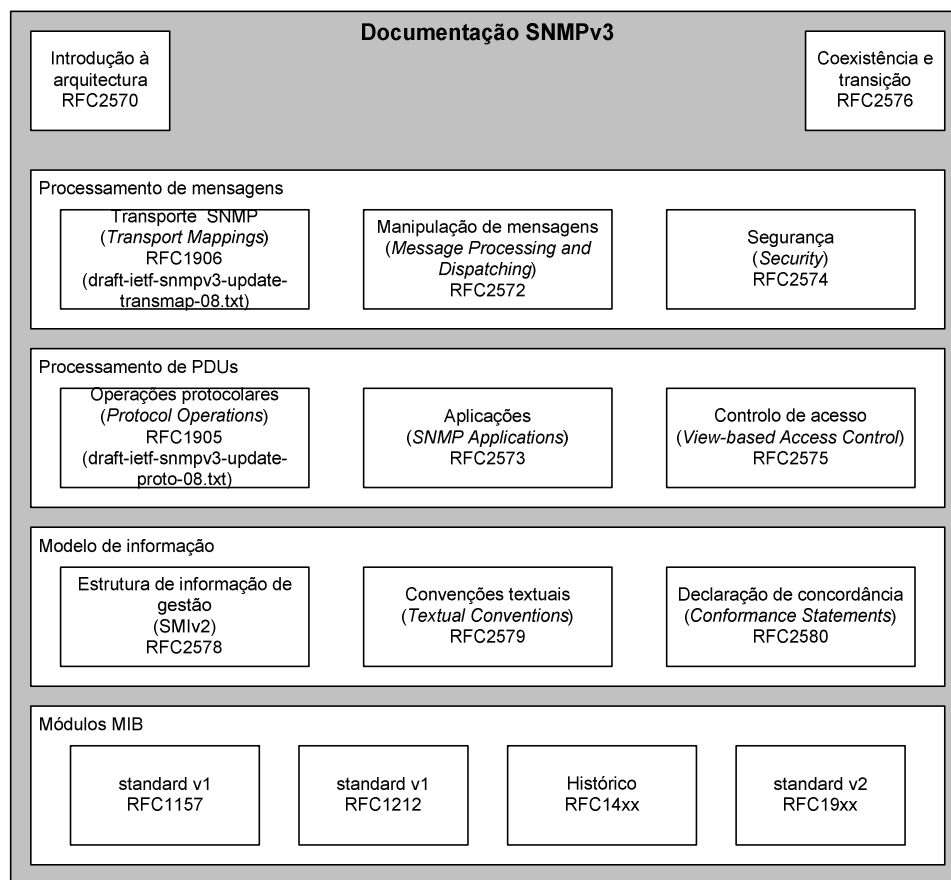 Documentação SNMPv3
Introdução à
arquitectura
RFC2570
Coexistência e
transição
RFC2576
Processamento de mensagens
Transporte SNMP
(Transport Mappings)
RFC1906
(draft-ietf-snmpv3-update-
transmap-08.txt)
Manipulação de mensagens
(Message Processing and
Dispatching)
RFC2572
Segurança
(Security)
RFC2574
Processamento de PDUs
Operações protocolares
(Protocol Operations)
RFC1905
(draft-ietf-snmpv3-update-
proto-08.txt)
Aplicações
(SNMP Applications)
RFC2573
Controlo de acesso
(View-based Access Control)
RFC2575
Modelo de informação
Estrutura de informação de
gestão
(SMIv2)
RFC2578
Convenções textuais
(Textual Conventions)
RFC2579
Declaração de concordância
(Conformance Statements)
RFC2580
Módulos MIB
standard v1
RFC1157
standard v1
RFC1212
Histórico
RFC14xx
standard v2
RFC19xx